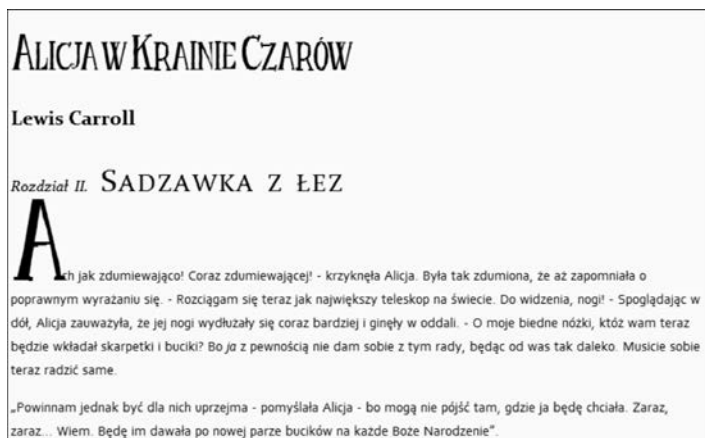 ALICJA W KRAINIE CZARÓW
Lewis Carroll
Rozdział II. SADZAWKA Z ŁEZ
Ach jak zdumiewająco! Coraz zdumiewającej! - krzyknęła Alicja. Była tak zdumiona, że aż zapomniała o
poprawnym wyrażaniu się. - Rozciągam się teraz jak największy teleskop na świecie. Do widzenia, nogi! - Spoglądając w
dół, Alicja zauważyła, że jej nogi wydłużały się coraz bardziej i ginęły w oddali. - O moje biedne nóżki, któż wam teraz
będzie wkładał skarpetki i buciki? Bo ja z pewnością nie dam sobie z tym rady, będąc od was tak daleko. Musicie sobie
teraz radzić same.
„Powinnam jednak być dla nich uprzejma - pomyślała Alicja - bo mogą nie pójść tam, gdzie ja będę chciała. Zaraz,
zaraz... Wiem. Będę im dawała po nowej parze bucików na każde Boże Narodzenie”.